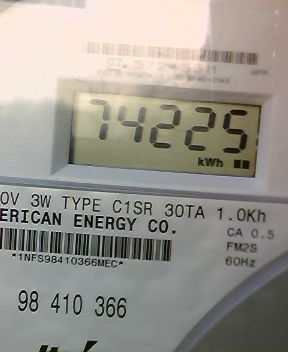 74225
kWh
0V 3W TYPE C1SR 30TA 1.0Kh
ERICAN ENERGY CO.
CA 0.5
FM2S
*1NFS98410366MEC*
60Hz
98 410 366